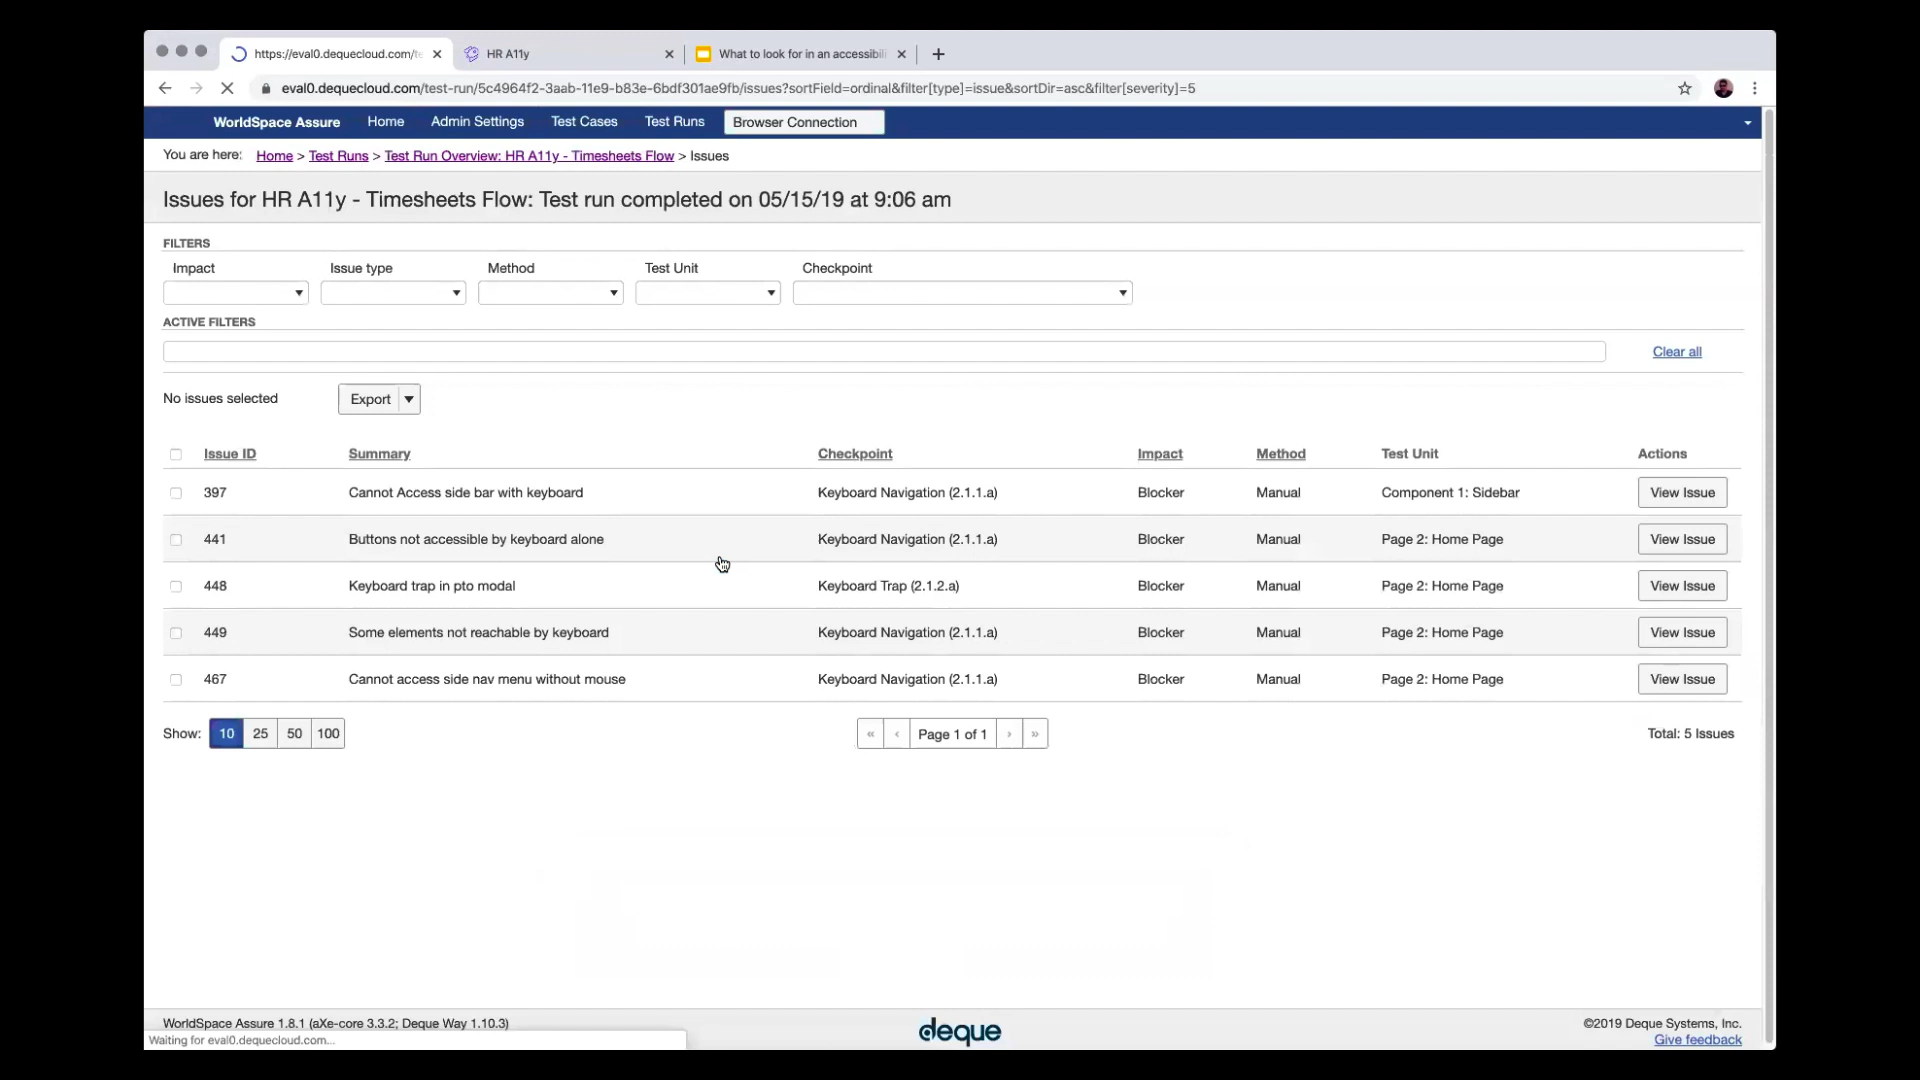 https://eval0.dequecloud.com/te
HR A11y
What to look for in an accessibili
eval0.dequecloud.com/test-run/5c4964f2-3aab-11e9-b83e-6bdf301ae9fb/issues?sortField=ordinal&filter[type]=issue&sortDir=asc&filter[severity]=5
WorldSpace Assure Home Admin Settings Test Cases Test Runs Browser Connection
You are here: Home > Test Runs > Test Run Overview: HR A11y - Timesheets Flow > Issues
Issues for HR A11y - Timesheets Flow: Test run completed on 05/15/19 at 9:06 am
FILTERS
Impact Issue type Method Test Unit Checkpoint
ACTIVE FILTERS
Clear all
No issues selected Export
Issue ID Summary Checkpoint Impact Method Test Unit Actions
397 Cannot Access side bar with keyboard Keyboard Navigation (2.1.1.a) Blocker Manual Component 1: Sidebar View Issue
441 Buttons not accessible by keyboard alone Keyboard Navigation (2.1.1.a) Blocker Manual Page 2: Home Page View Issue
448 Keyboard trap in pto modal Keyboard Trap (2.1.2.a) Blocker Manual Page 2: Home Page View Issue
449 Some elements not reachable by keyboard Keyboard Navigation (2.1.1.a) Blocker Manual Page 2: Home Page View Issue
467 Cannot access side nav menu without mouse Keyboard Navigation (2.1.1.a) Blocker Manual Page 2: Home Page View Issue
Show: 10 25 50 100 « ‹ Page 1 of 1 › » Total: 5 Issues
WorldSpace Assure 1.8.1 (aXe-core 3.3.2; Deque Way 1.10.3)
deque
©2019 Deque Systems, Inc.
Give feedback
Waiting for eval0.dequecloud.com...